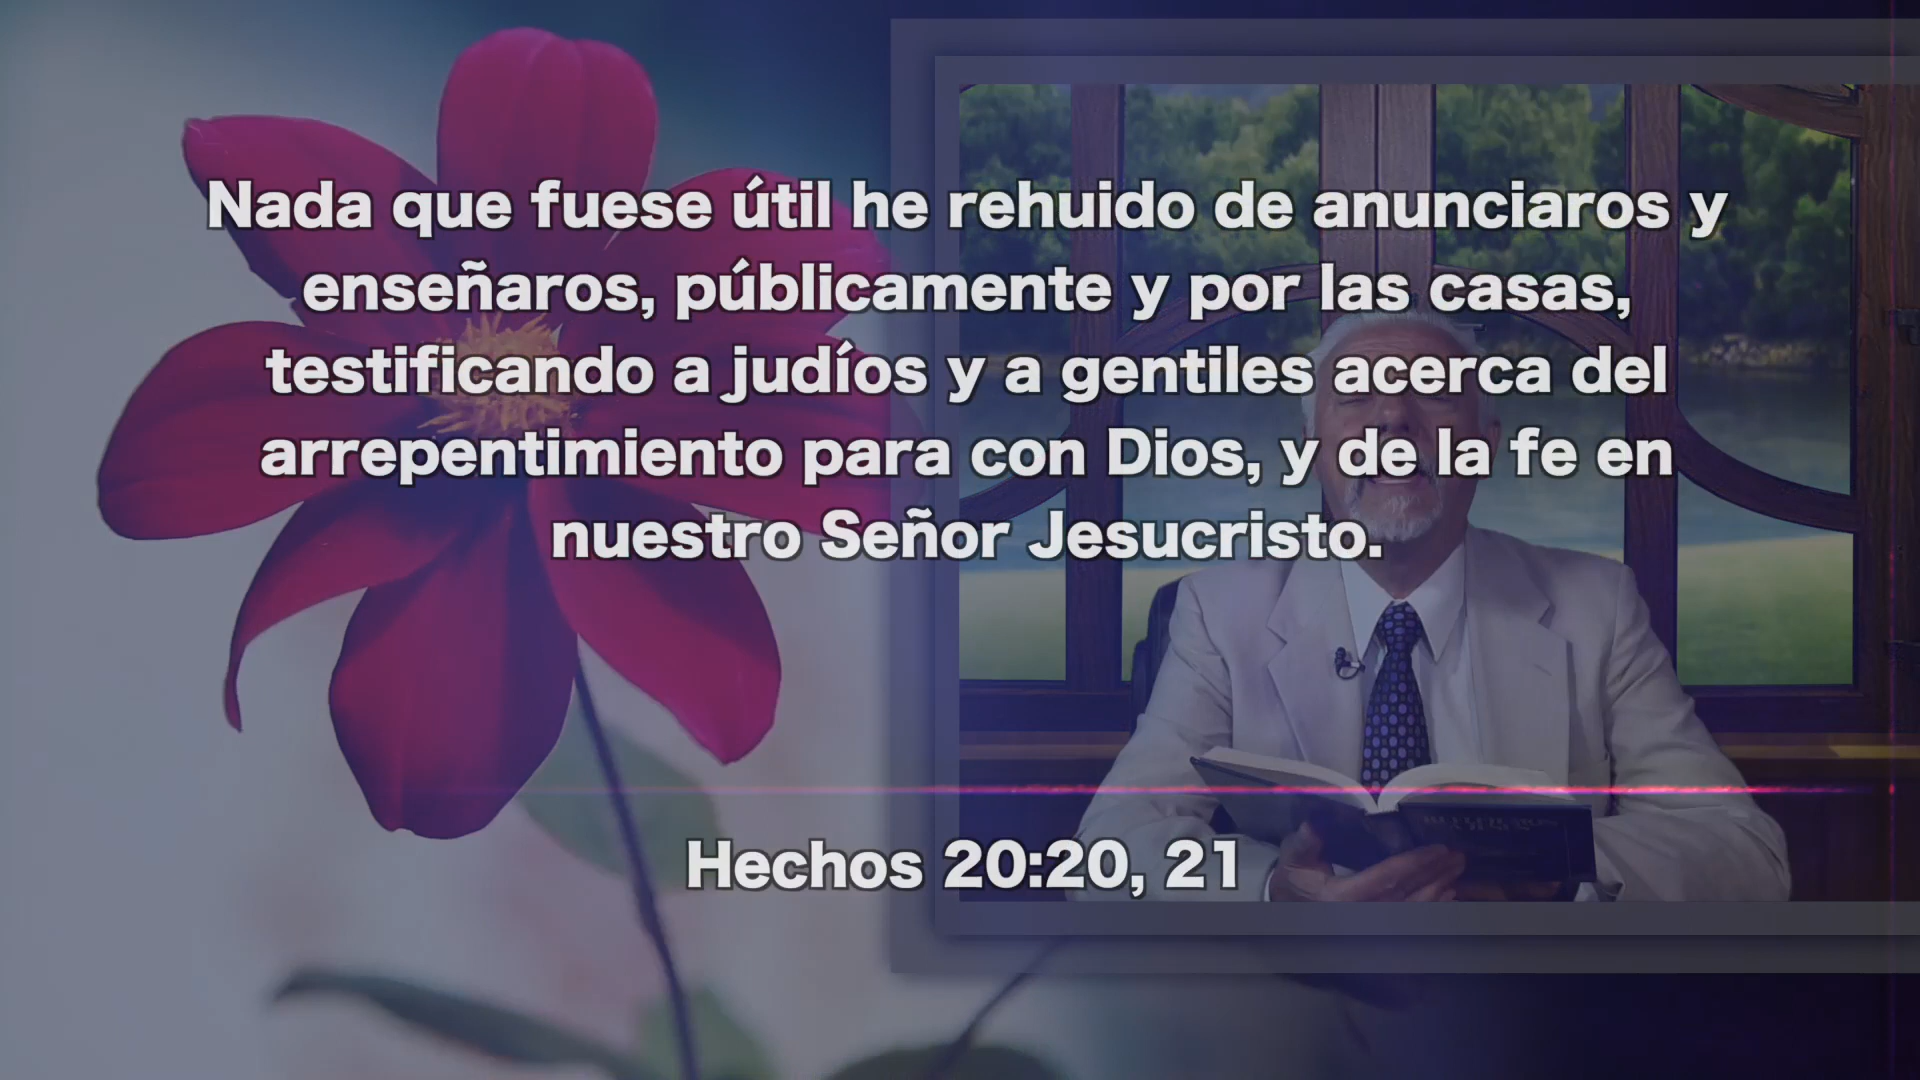 Nada que fuese útil he rehuido de anunciaros y
enseñaros, públicamente y por las casas,
testificando a judíos y a gentiles acerca del
arrepentimiento para con Dios, y de la fe en
nuestro Señor Jesucristo.
Hechos 20:20, 21